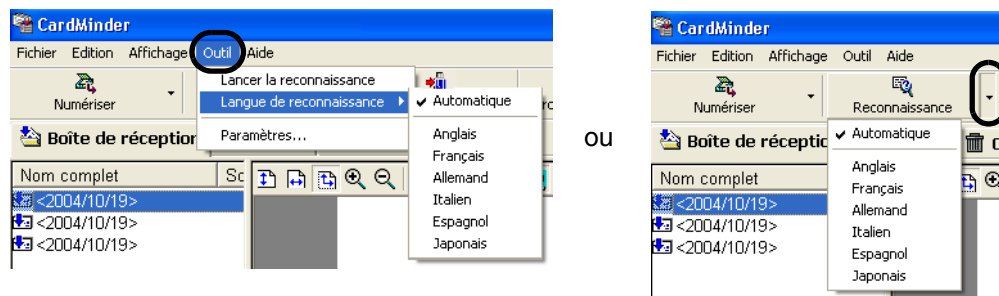 CardMinder
Fichier Edition Affichage Outil Aide
Numériser
Lancer la reconnaissance
Langue de reconnaissance
Paramètres...
Automatique
Anglais
Français
Allemand
Italien
Espagnol
Japonais
Boîte de réception
Nom complet
<2004/10/19>
<2004/10/19>
<2004/10/19>
ou
CardMinder
Fichier Edition Affichage Outil Aide
Numériser Reconnaissance
Automatique
Anglais
Français
Allemand
Italien
Espagnol
Japonais
Boîte de
Nom complet
<2004/10/19>
<2004/10/19>
<2004/10/19>